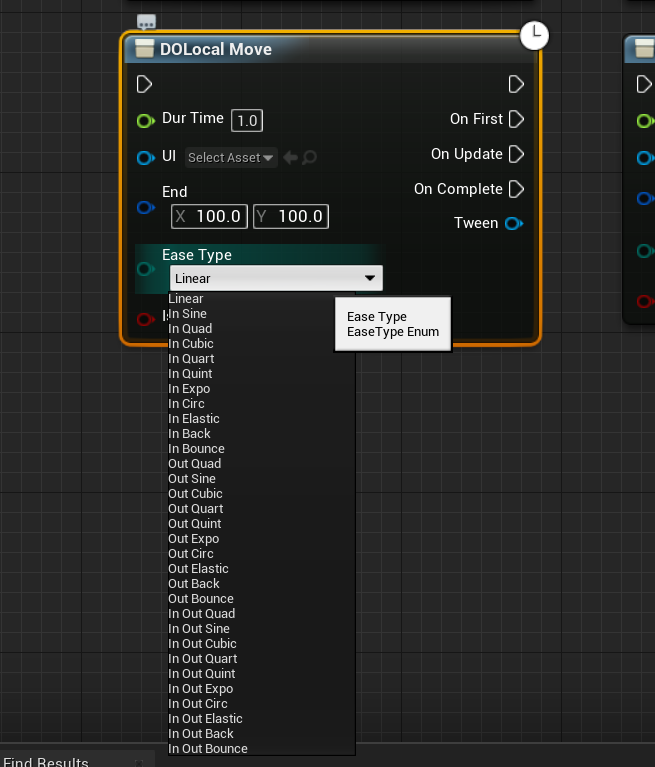 DOLocal Move
Dur Time 1.0
On First
UI Select Asset
On Update
End
On Complete
X 100.0 Y 100.0
Tween
Ease Type
Linear
Linear
In Sine
In Quad
In Cubic
In Quart
In Quint
In Expo
In Circ
In Elastic
In Back
In Bounce
Out Quad
Out Sine
Out Cubic
Out Quart
Out Quint
Out Expo
Out Circ
Out Elastic
Out Back
Out Bounce
In Out Quad
In Out Sine
In Out Cubic
In Out Quart
In Out Quint
In Out Expo
In Out Circ
In Out Elastic
In Out Back
In Out Bounce
Ease Type
EaseType Enum
Find Results